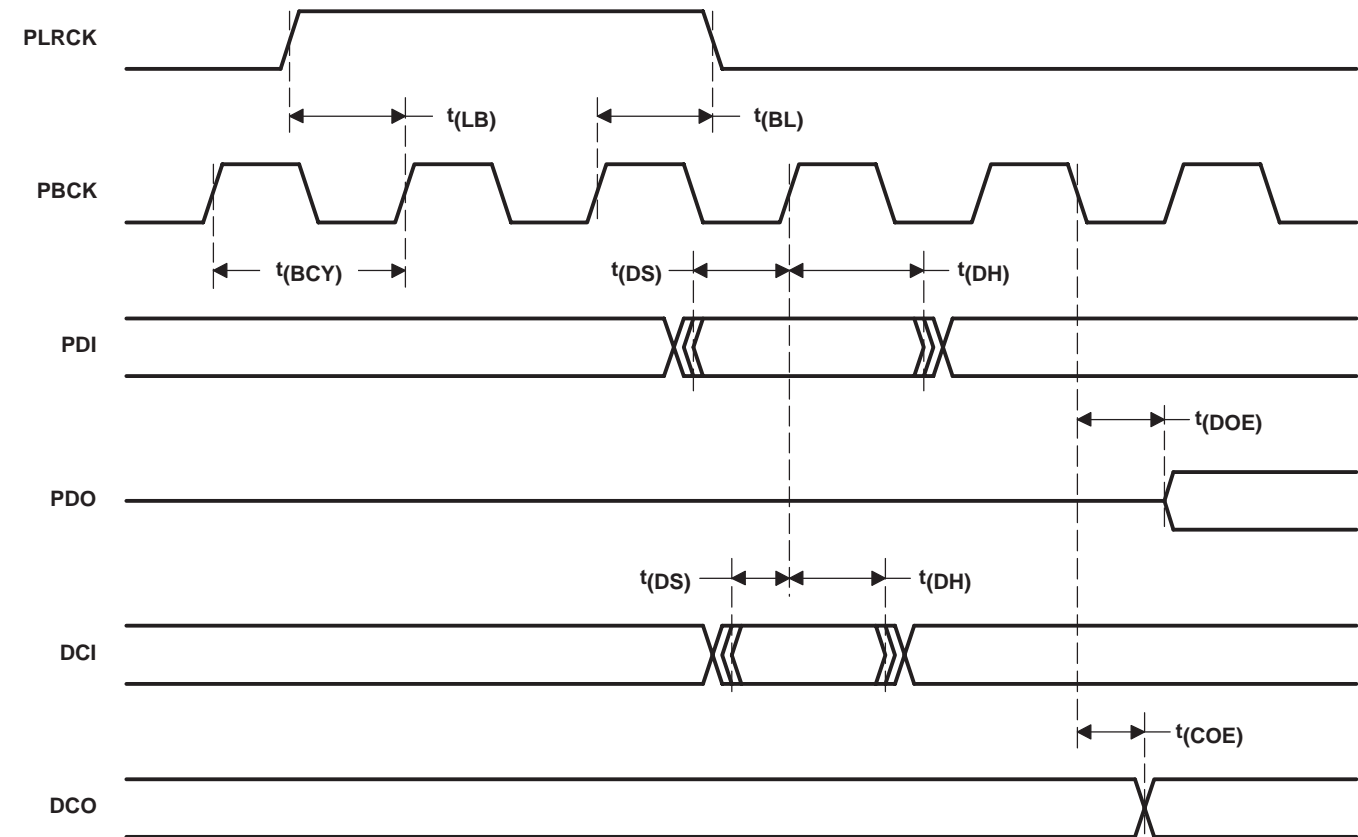 PLRCK
t(LB)
t(BL)
PBCK
t(BCY)
t(DS)
t(DH)
PDI
t(DOE)
PDO
t(DS)
t(DH)
DCI
t(COE)
DCO